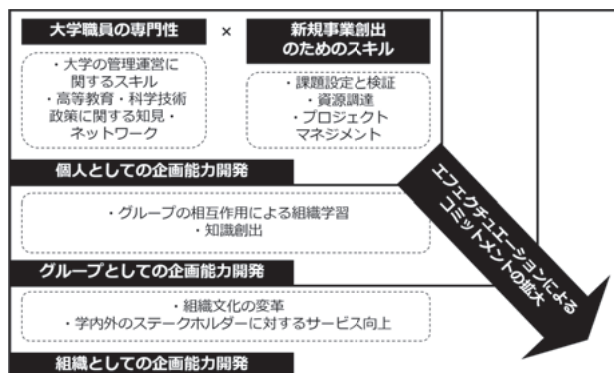 大学職員の専門性
×
新規事業創出
のためのスキル
・大学の管理運営に
関するスキル
・高等教育・科学技術
政策に関する知見・
ネットワーク
・課題設定と検証
・資源調達
・プロジェクト
マネジメント
個人としての企画能力開発
・グループの相互作用による組織学習
・知識創出
グループとしての企画能力開発
・組織文化の変革
・学内外のステークホルダーに対するサービス向上
組織としての企画能力開発
エフェクチュエーションによる
コミットメントの拡大